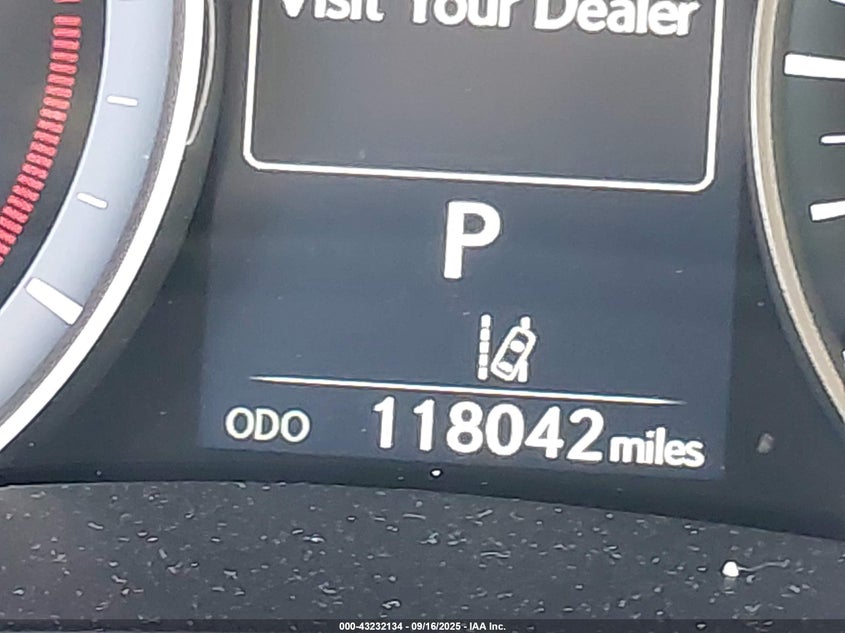 Visit Your Dealer
P
ODO 118042 miles
000-43232134 - 09/16/2025 - IAA Inc.